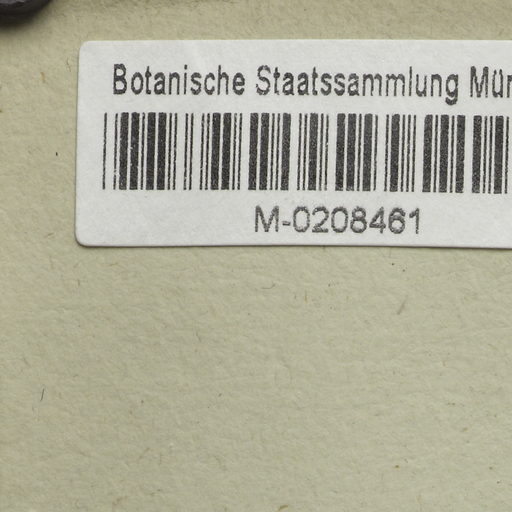 Botanische Staatssammlung Mün
M-0208461